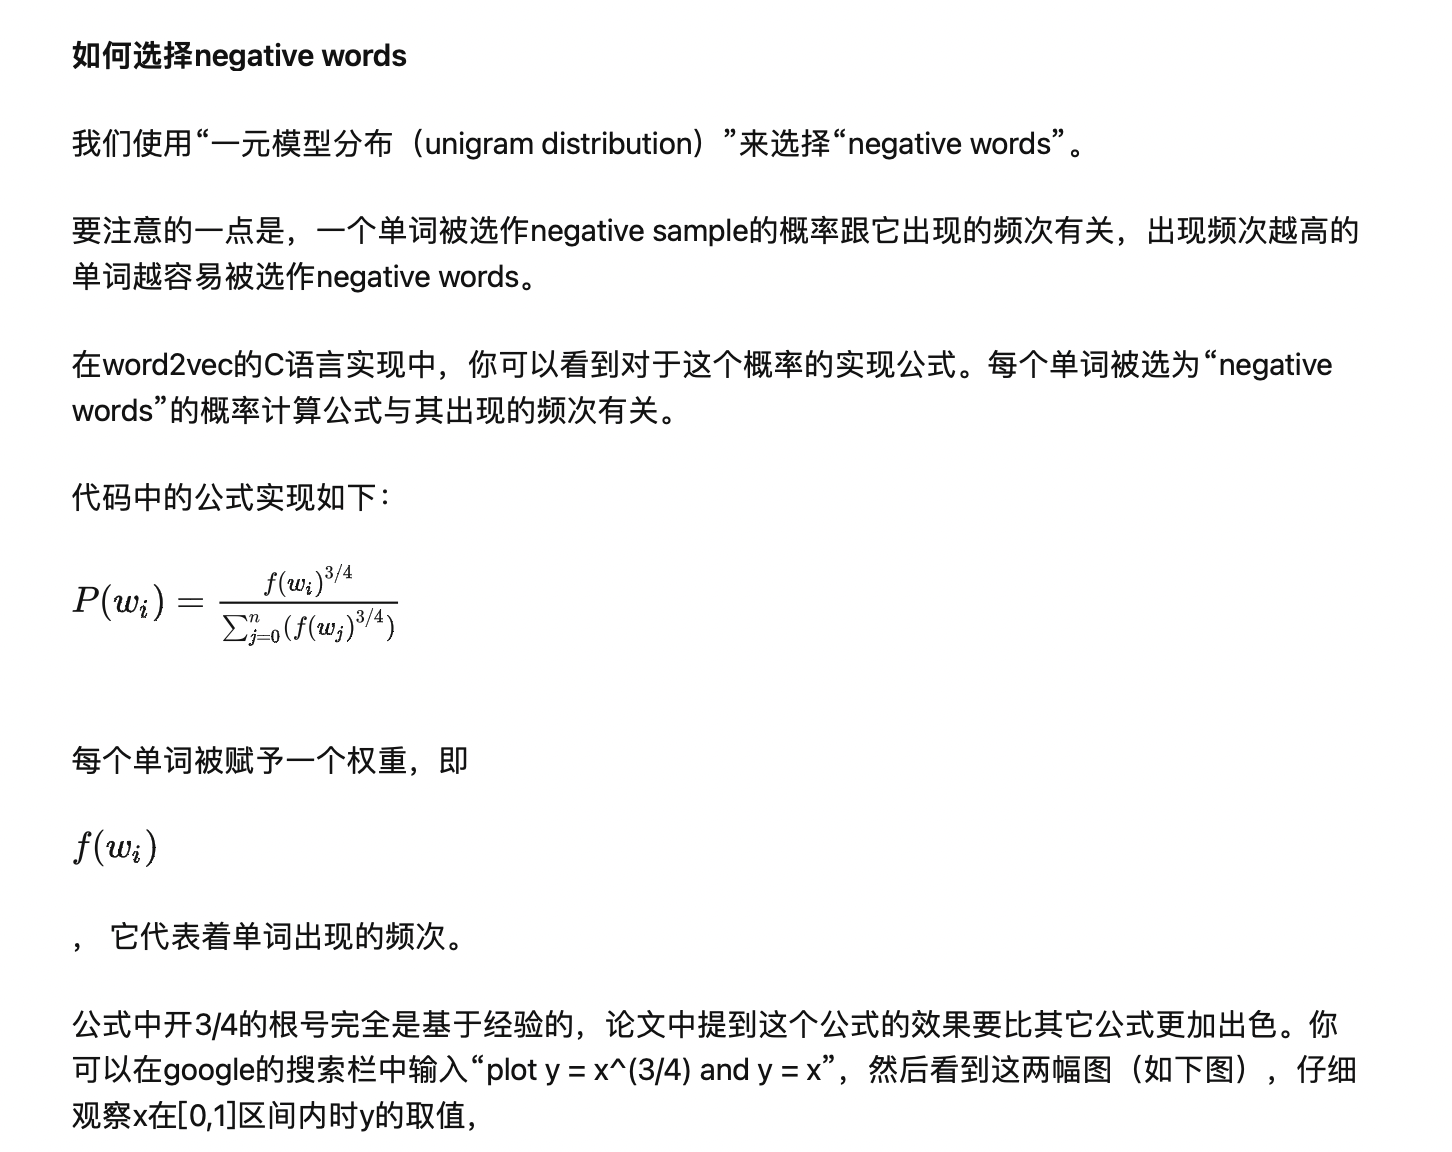 如何选择negative words
我们使用“一元模型分布（unigram distribution）”来选择“negative words”。
要注意的一点是，一个单词被选作negative sample的概率跟它出现的频次有关，出现频次越高的
单词越容易被选作negative words。
在word2vec的C语言实现中，你可以看到对于这个概率的实现公式。每个单词被选为“negative
words”的概率计算公式与其出现的频次有关。
代码中的公式实现如下：
P(w_i) = \frac{f(w_i)^{3/4}}{\sum_{j=0}^{n}(f(w_j)^{3/4})}
每个单词被赋予一个权重，即
f(w_i)
， 它代表着单词出现的频次。
公式中开3/4的根号完全是基于经验的，论文中提到这个公式的效果要比其它公式更加出色。你
可以在google的搜索栏中输入“plot y = x^(3/4) and y = x”，然后看到这两幅图（如下图），仔细
观察x在[0,1]区间内时y的取值，